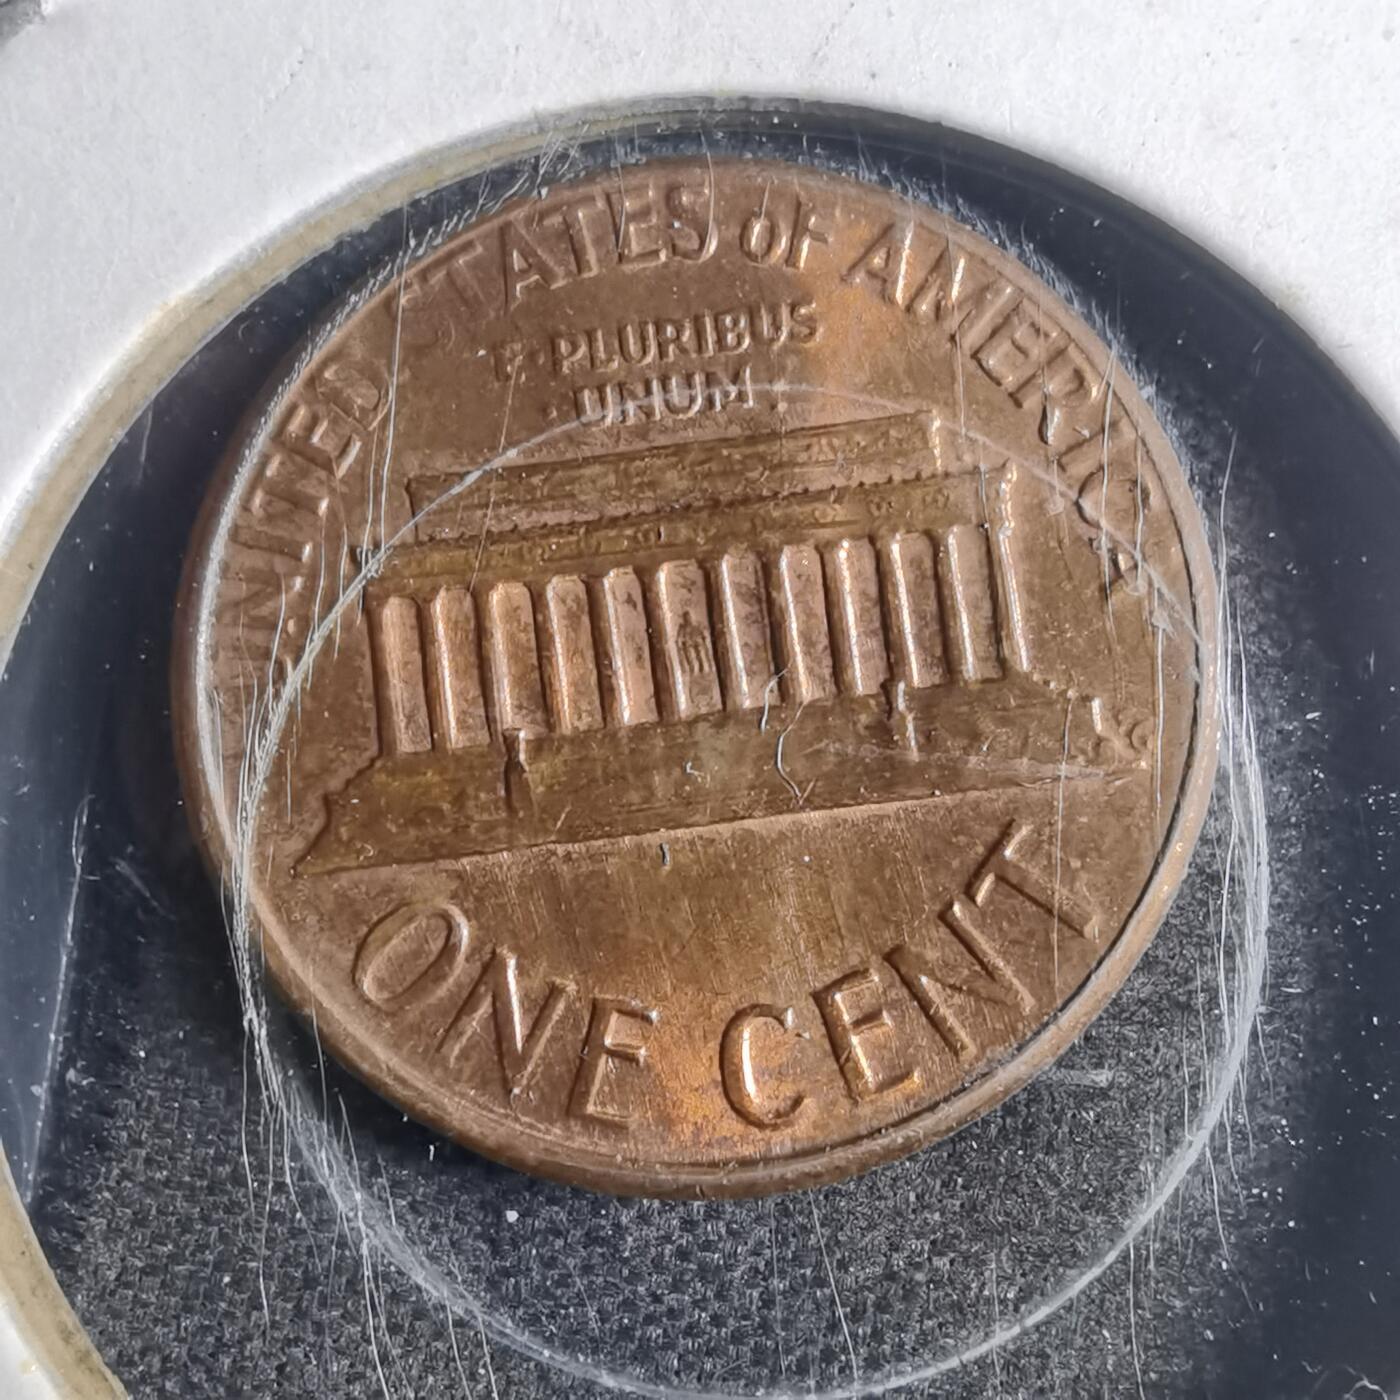 UNITED STATES of AMERICA
E PLURIBUS
UNUM
ONE CENT